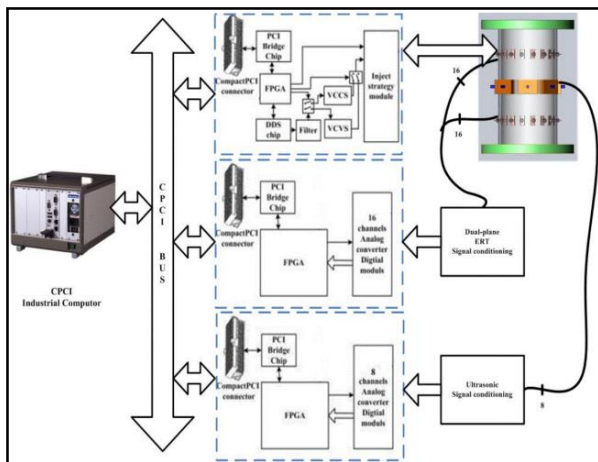 CPCI
Industrial Computor
C
P
C
I
B
U
S
CompactPCI
connector
PCI
Bridge
Chip
FPGA
DDS
chip
Filter
VCCS
VCVS
Inject
strategy
module
CompactPCI
connector
PCI
Bridge
Chip
FPGA
16
channels
Analog
converter
Digtial
moduls
CompactPCI
connector
PCI
Bridge
Chip
FPGA
8
channels
Analog
converter
Digtial
moduls
16
16
Dual-plane
ERT
Signal conditioning
Ultrasonic
Signal conditioning
8